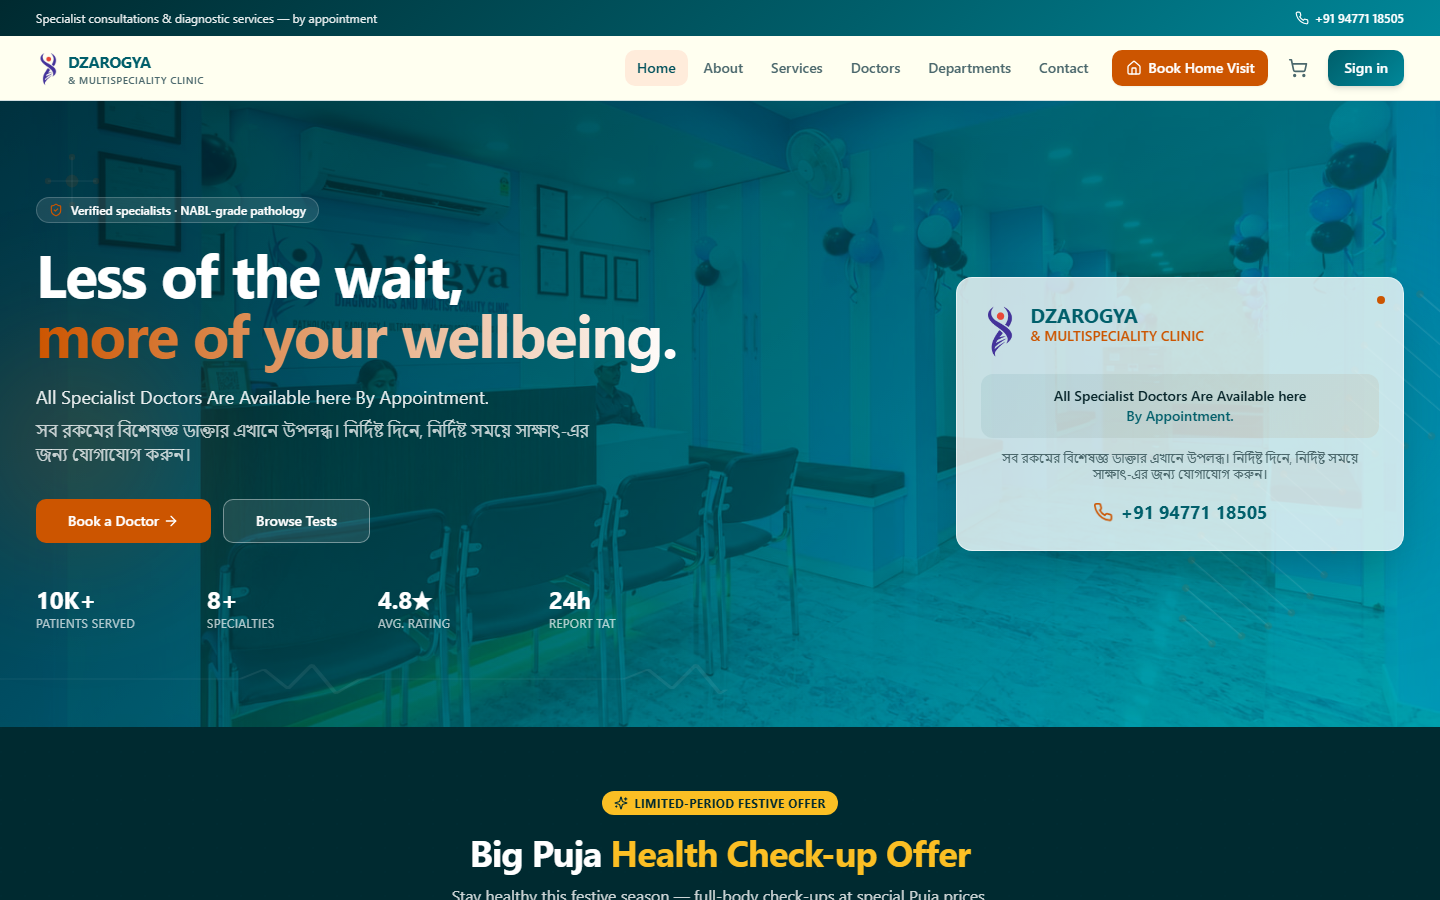 Specialist consultations & diagnostic services — by appointment
+91 94771 18505
DZAROGYA
& MULTISPECIALITY CLINIC
Home
About
Services
Doctors
Departments
Contact
Book Home Visit
Sign in
Verified specialists · NABL-grade pathology
Less of the wait,
more of your wellbeing.
All Specialist Doctors Are Available here By Appointment.
সব রকমের বিশেষজ্ঞ ডাক্তার এখানে উপলব্ধ। নির্দিষ্ট দিনে, নির্দিষ্ট সময়ে সাক্ষাৎ-এর
জন্য যোগাযোগ করুন।
Book a Doctor →
Browse Tests
10K+
PATIENTS SERVED
8+
SPECIALTIES
4.8★
AVG. RATING
24h
REPORT TAT
DZAROGYA
& MULTISPECIALITY CLINIC
All Specialist Doctors Are Available here
By Appointment.
সব রকমের বিশেষজ্ঞ ডাক্তার এখানে উপলব্ধ। নির্দিষ্ট দিনে, নির্দিষ্ট সময়ে
সাক্ষাৎ-এর জন্য যোগাযোগ করুন।
+91 94771 18505
LIMITED-PERIOD FESTIVE OFFER
Big Puja Health Check-up Offer
Stay healthy this festive season — full-body check-ups at special Puja prices